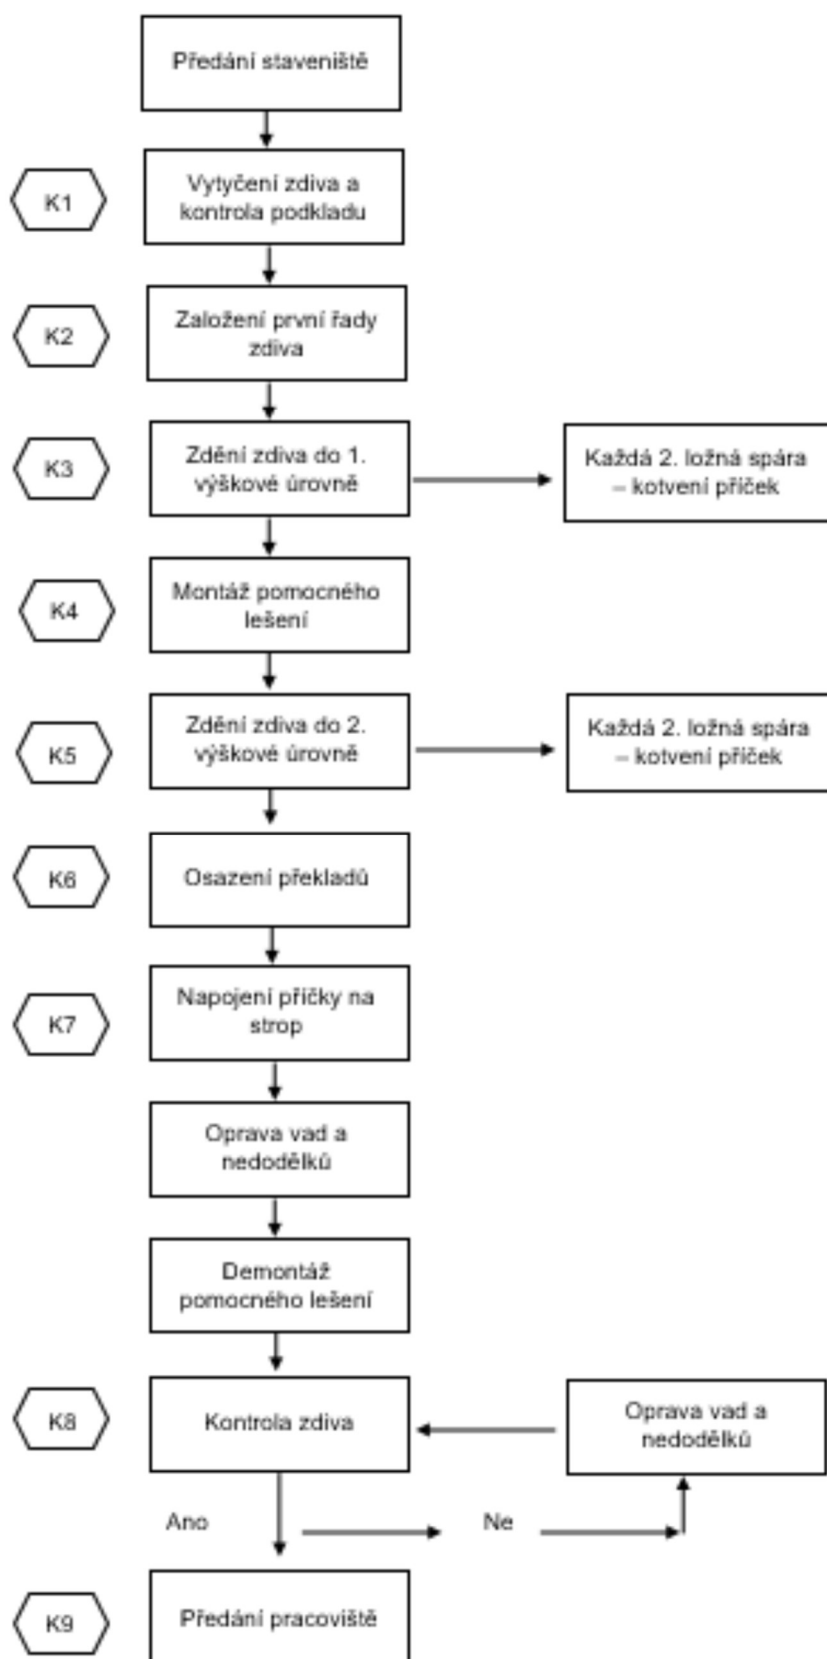 Předání staveniště
K1
Vytyčení zdiva a
kontrola podkladu
K2
Založení první řady
zdiva
K3
Zdění zdiva do 1.
výškové úrovně
Každá 2. ložná spára
– kotvení příček
K4
Montáž pomocného
lešení
K5
Zdění zdiva do 2.
výškové úrovně
Každá 2. ložná spára
– kotvení příček
K6
Osazení překladů
K7
Napojení příčky na
strop
Oprava vad a
nedodělků
Demontáž
pomocného lešení
K8
Kontrola zdiva
Oprava vad a
nedodělků
Ano
Ne
K9
Předání pracoviště